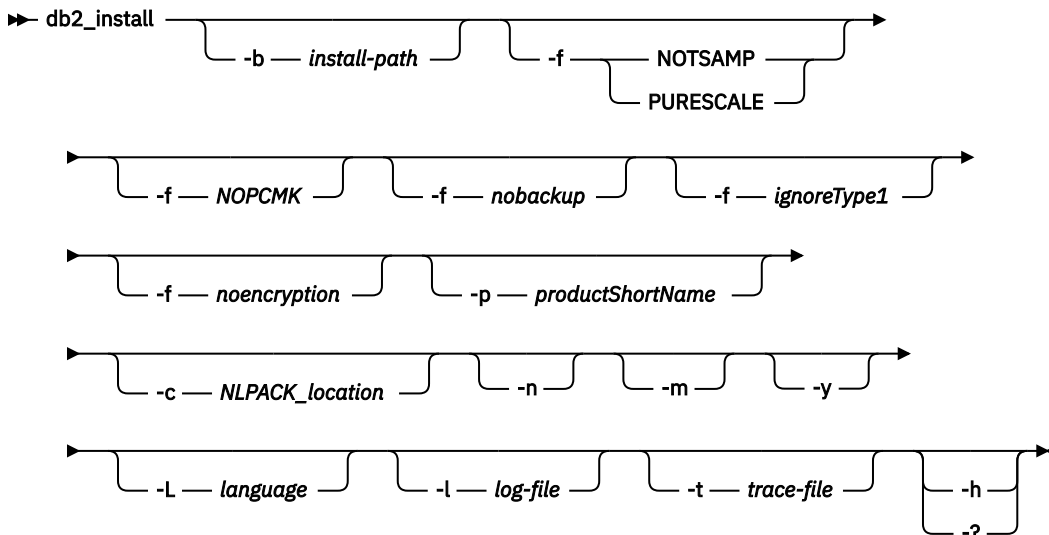 db2_install
-b install-path -f NOTSAMP
PURESCALE
-f NOPCMK -f nobackup -f ignoreType1
-f noencryption -p productShortName
-c NLPACK_location -n -m -y
-L language -l log-file -t trace-file -h
-?